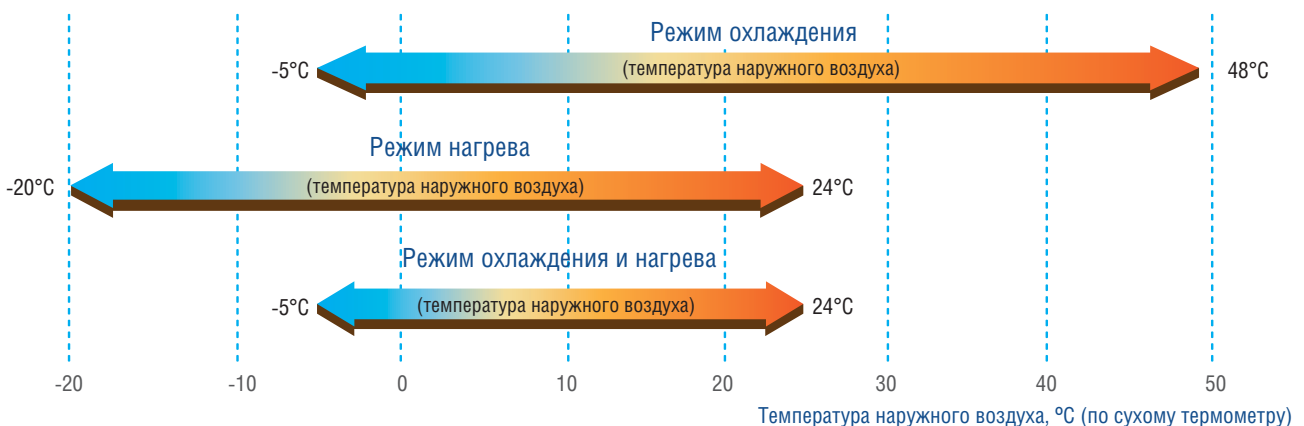 Режим охлаждения
-5°C
(температура наружного воздуха)
48°C
Режим нагрева
-20°C
(температура наружного воздуха)
24°C
Режим охлаждения и нагрева
-5°C
(температура наружного воздуха)
24°C
-20 -10 0 10 20 30 40 50
Температура наружного воздуха, ºС (по сухому термометру)